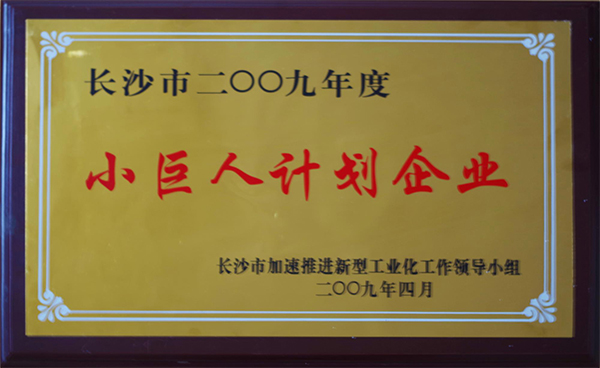 长沙市二〇〇九年度
小巨人计划企业
长沙市加速推进新型工业化工作领导小组
二〇〇九年四月